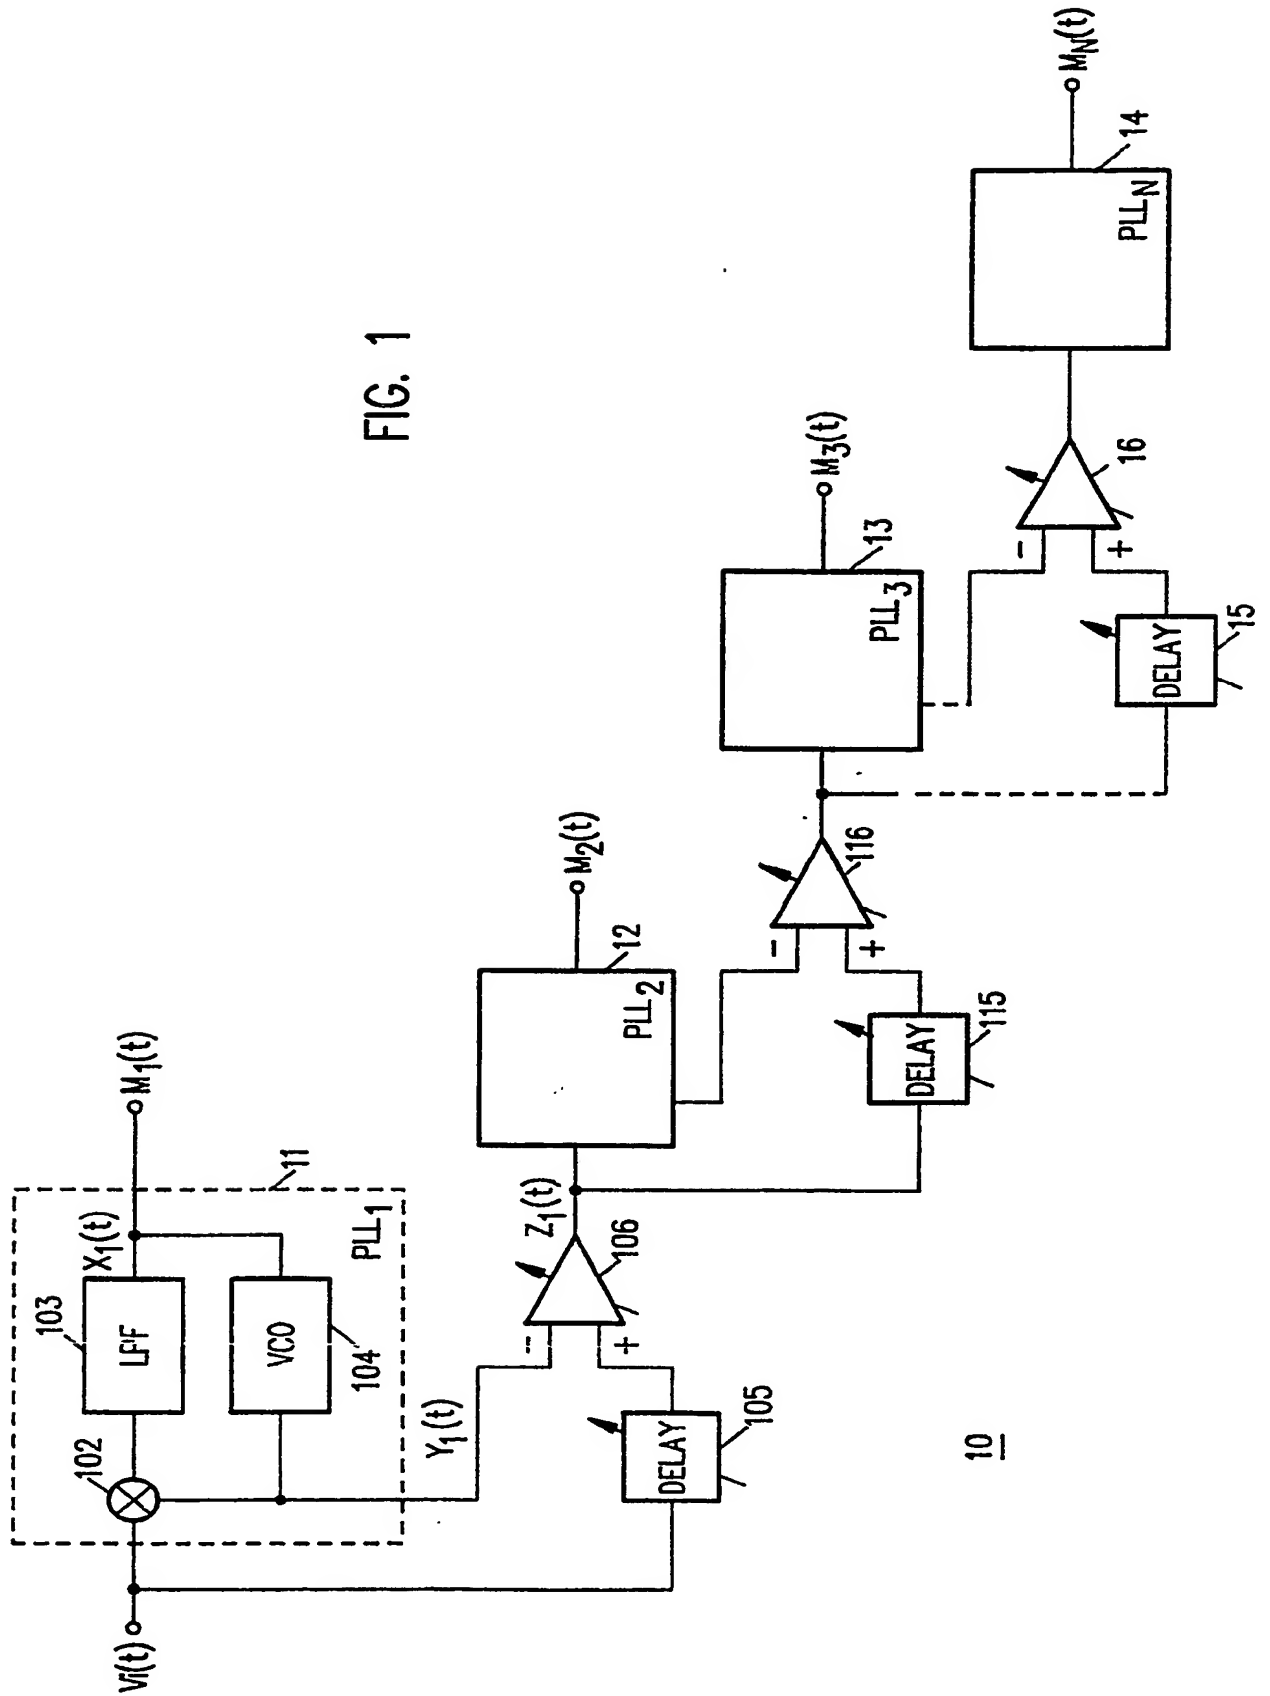 FIG. 1
Vi(t)
102
103
LPF
X1(t)
M1(t)
VCO
104
PLL1
11
Y1(t)
DELAY
105
-
+
106
Z1(t)
PLL2
12
M2(t)
DELAY
115
-
+
116
PLL3
13
M3(t)
DELAY
15
-
+
16
PLLN
14
MN(t)
10